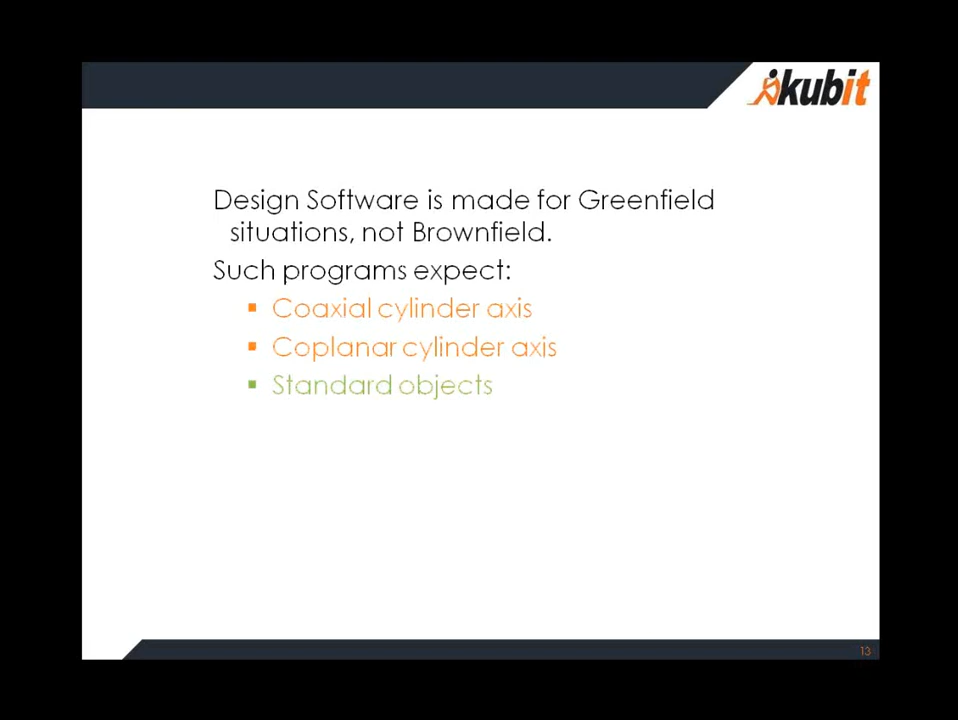 kubit
Design Software is made for Greenfield
situations, not Brownfield.
Such programs expect:
▪ Coaxial cylinder axis
▪ Coplanar cylinder axis
▪ Standard objects
13